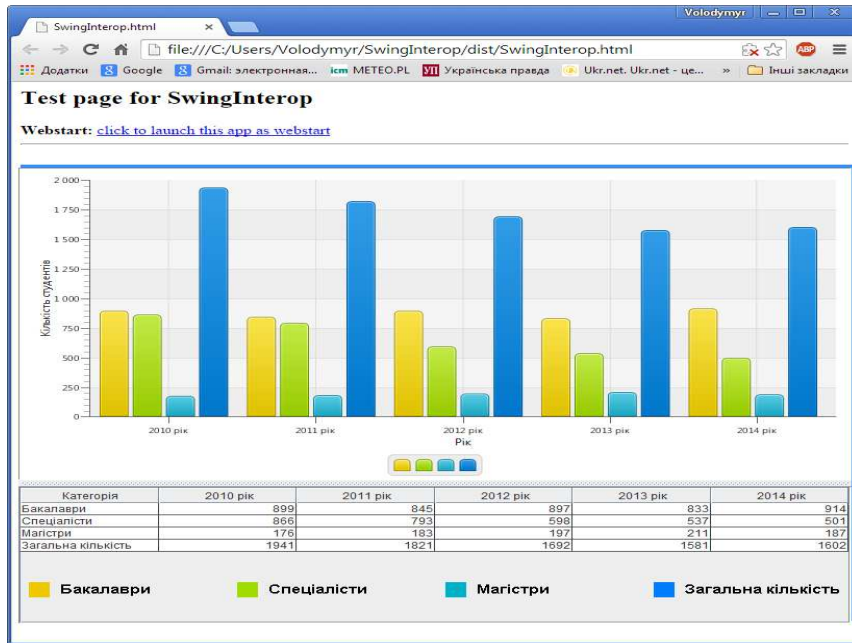 Volodymyr
SwingInterop.html
file:///C:/Users/Volodymyr/SwingInterop/dist/SwingInterop.html
ABP
Додатки Google Gmail: электронная... icm METEO.PL УП Українська правда Ukr.net. Ukr.net - це... » Інші закладки
Test page for SwingInterop
Webstart: click to launch this app as webstart
2 000
1 750
1 500
1 250
1 000
750
500
250
0
Кількість студентів
2010 рік 2011 рік 2012 рік 2013 рік 2014 рік
Рік
Категорія 2010 рік 2011 рік 2012 рік 2013 рік 2014 рік
Бакалаври 899 845 897 833 914
Спеціалісти 866 793 598 537 501
Магістри 176 183 197 211 187
Загальна кількість 1941 1821 1692 1581 1602
Бакалаври Спеціалісти Магістри Загальна кількість